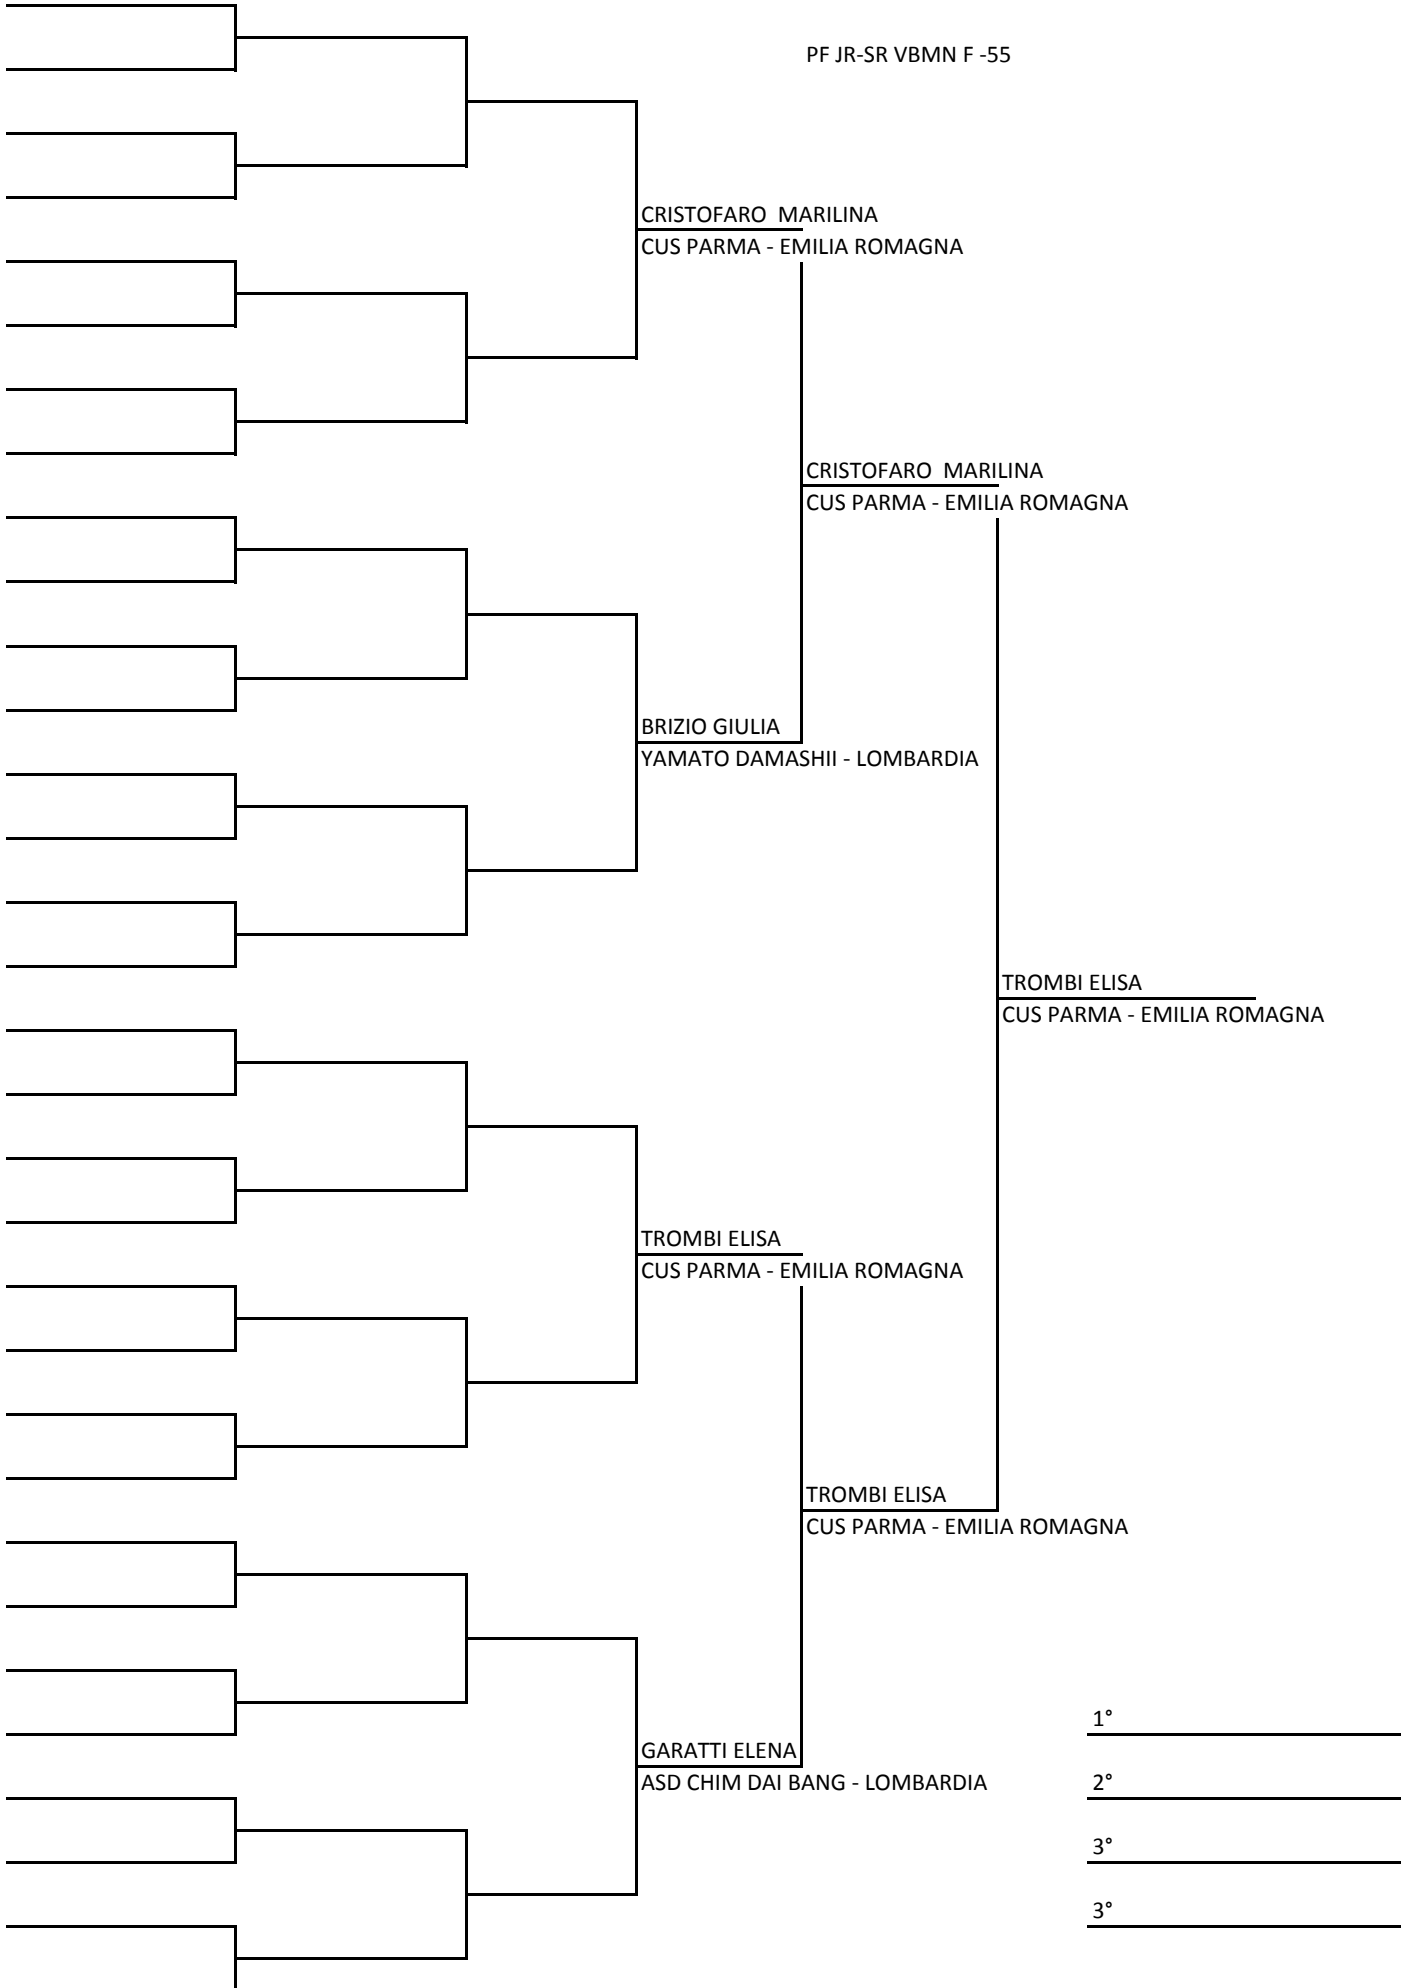 PF JR-SR VBMN F -55
CRISTOFARO  MARILINA
CUS PARMA - EMILIA ROMAGNA
CRISTOFARO  MARILINA
CUS PARMA - EMILIA ROMAGNA
BRIZIO GIULIA
YAMATO DAMASHII - LOMBARDIA
TROMBI ELISA
CUS PARMA - EMILIA ROMAGNA
TROMBI ELISA
CUS PARMA - EMILIA ROMAGNA
TROMBI ELISA
CUS PARMA - EMILIA ROMAGNA
GARATTI ELENA
ASD CHIM DAI BANG - LOMBARDIA
1°
2°
3°
3°